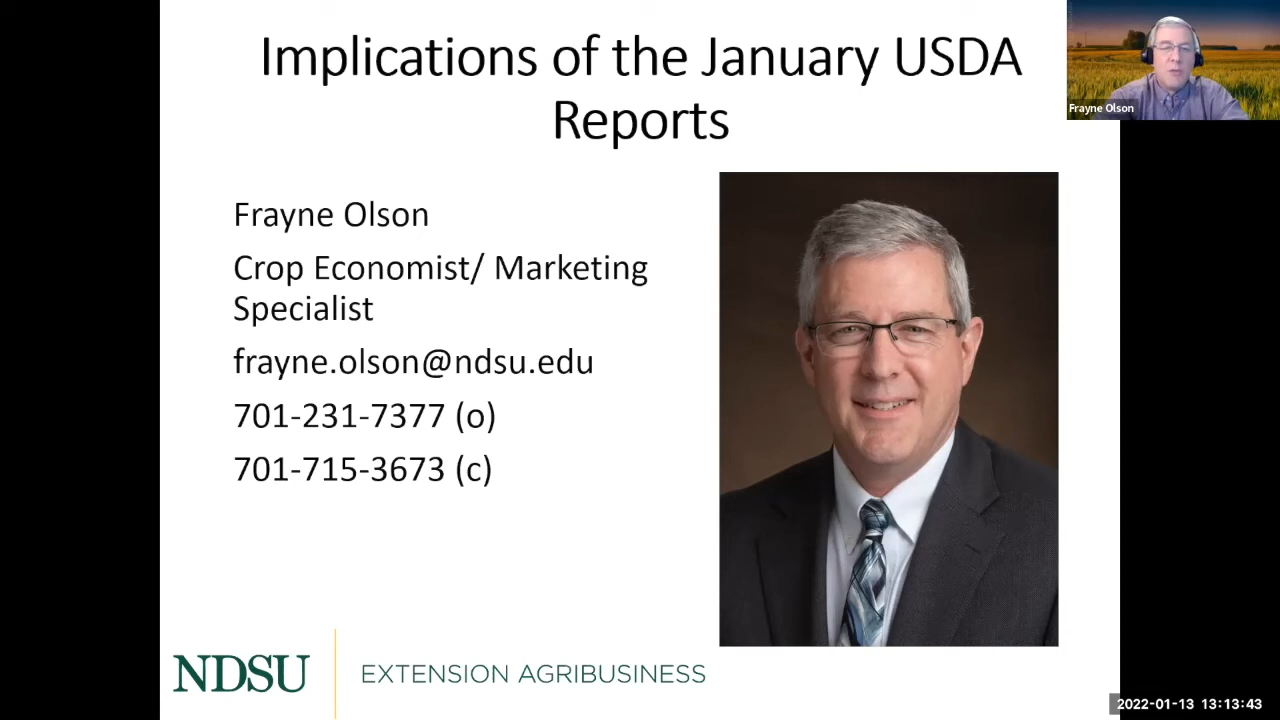 Implications of the January USDA
Reports
Frayne Olson
Frayne Olson
Crop Economist/ Marketing
Specialist
frayne.olson@ndsu.edu
701-231-7377 (o)
701-715-3673 (c)
NDSU
EXTENSION AGRIBUSINESS
2022-01-13 13:13:43